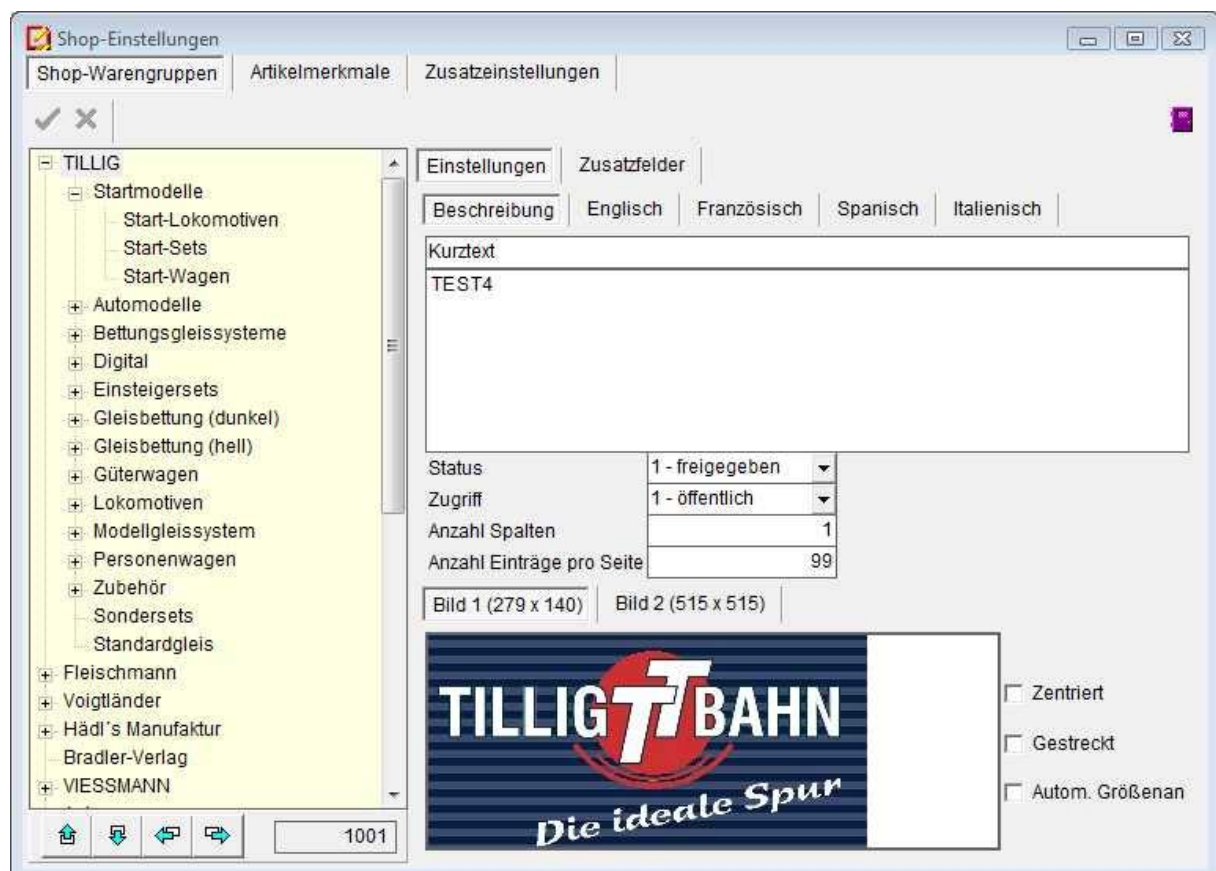 Shop-Einstellungen
Shop-Warengruppen Artikelmerkmale Zusatzeinstellungen
TILLIG
Startmodelle
Start-Lokomotiven
Start-Sets
Start-Wagen
Automodelle
Bettungsgleissysteme
Digital
Einsteigersets
Gleisbettung (dunkel)
Gleisbettung (hell)
Güterwagen
Lokomotiven
Modellgleissystem
Personenwagen
Zubehör
Sondersets
Standardgleis
Fleischmann
Voigtländer
Hädl´s Manufaktur
Bradler-Verlag
VIESSMANN
1001
Einstellungen Zusatzfelder
Beschreibung Englisch Französisch Spanisch Italienisch
Kurztext
TEST4
Status 1 - freigegeben
Zugriff 1 - öffentlich
Anzahl Spalten 1
Anzahl Einträge pro Seite 99
Bild 1 (279 x 140) Bild 2 (515 x 515)
TILLIG TT BAHN
Die ideale Spur
Zentriert
Gestreckt
Autom. Größenan